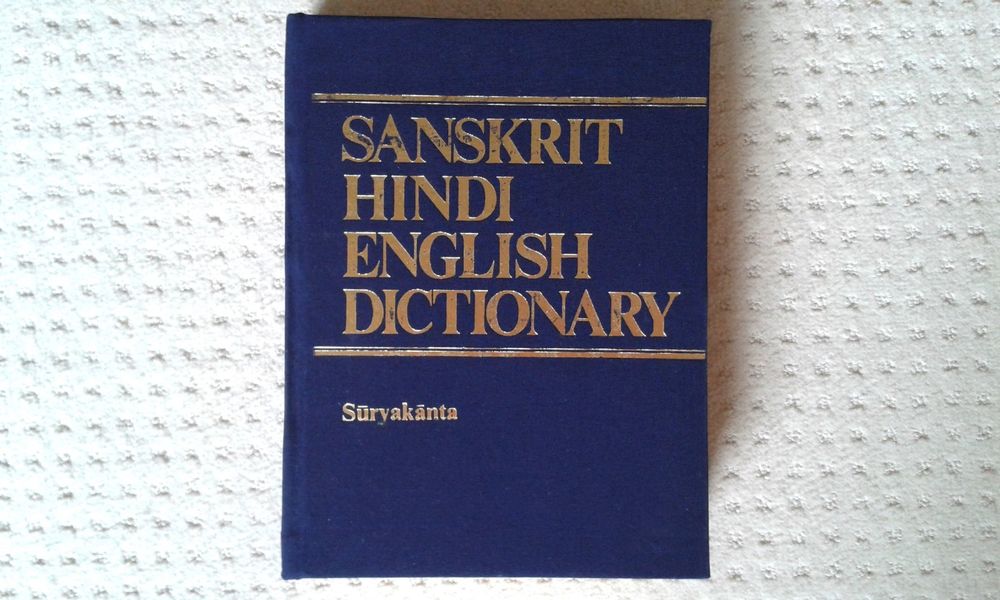 SANSKRIT
HINDI
ENGLISH
DICTIONARY
Sūryakānta